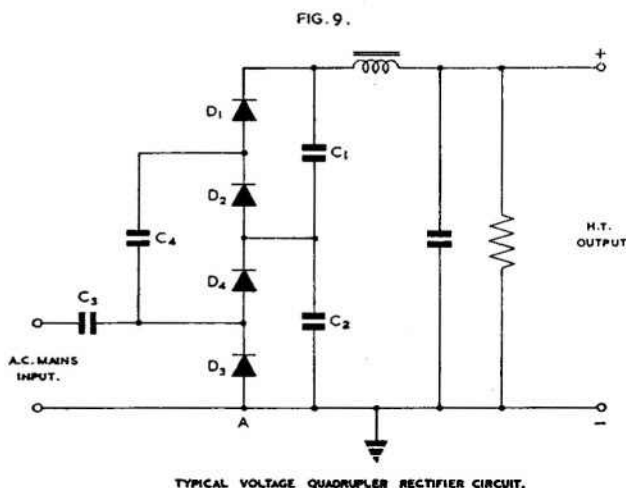 FIG. 9.
+
D1
C1
D2
H.T.
OUTPUT
C4
D4
C3
C2
A.C. MAINS
INPUT.
D3
A
−
TYPICAL VOLTAGE QUADRUPLER RECTIFIER CIRCUIT.